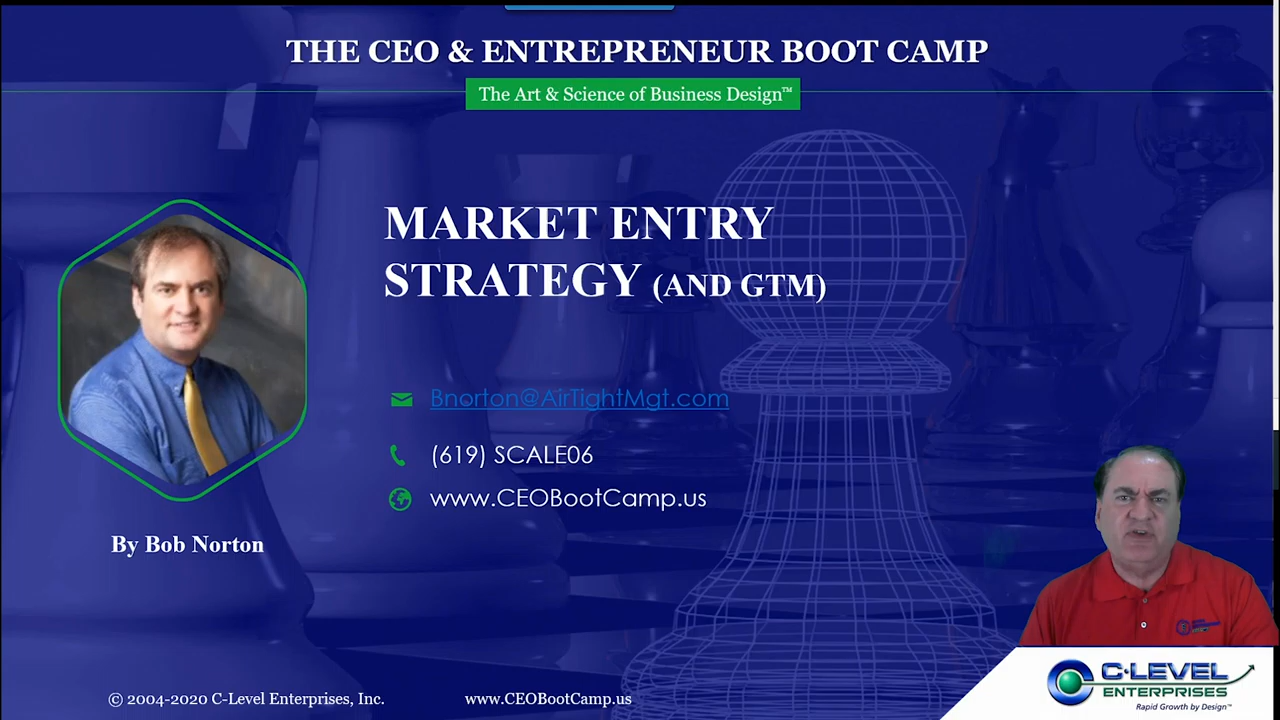 THE CEO & ENTREPRENEUR BOOT CAMP
The Art & Science of Business Design™
MARKET ENTRY
STRATEGY (AND GTM)
Bnorton@AirTightMgt.com
(619) SCALE06
www.CEOBootCamp.us
By Bob Norton
© 2004-2020 C-Level Enterprises, Inc.
www.CEOBootCamp.us
C-LEVEL
ENTERPRISES
Rapid Growth by Design™